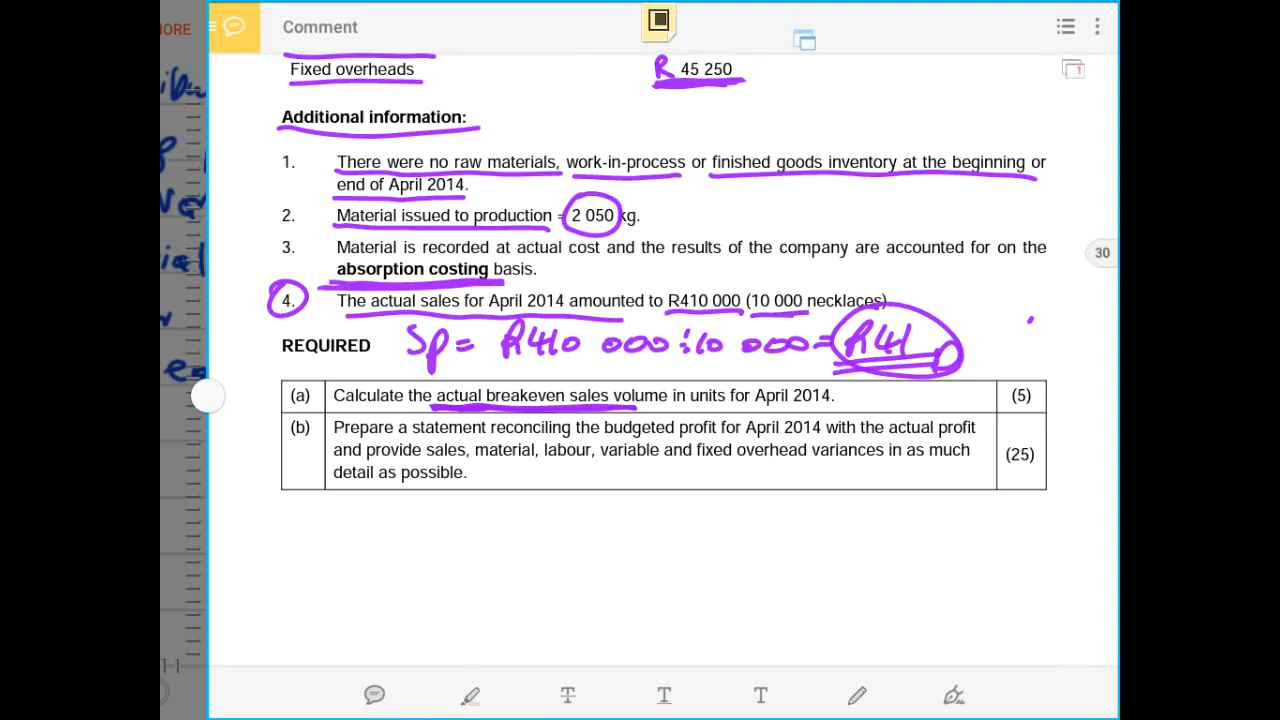 ORE
Comment
Fixed overheads R 45 250
1
Additional information:
1. There were no raw materials, work-in-process or finished goods inventory at the beginning or
end of April 2014.
2. Material issued to production = 2 050 kg.
3. Material is recorded at actual cost and the results of the company are accounted for on the
absorption costing basis.
30
4. The actual sales for April 2014 amounted to R410 000 (10 000 necklaces)
REQUIRED Sp = R410 000 ÷ 10 000 = R41
(a) Calculate the actual breakeven sales volume in units for April 2014. (5)
(b) Prepare a statement reconciling the budgeted profit for April 2014 with the actual profit
and provide sales, material, labour, variable and fixed overhead variances in as much
detail as possible. (25)